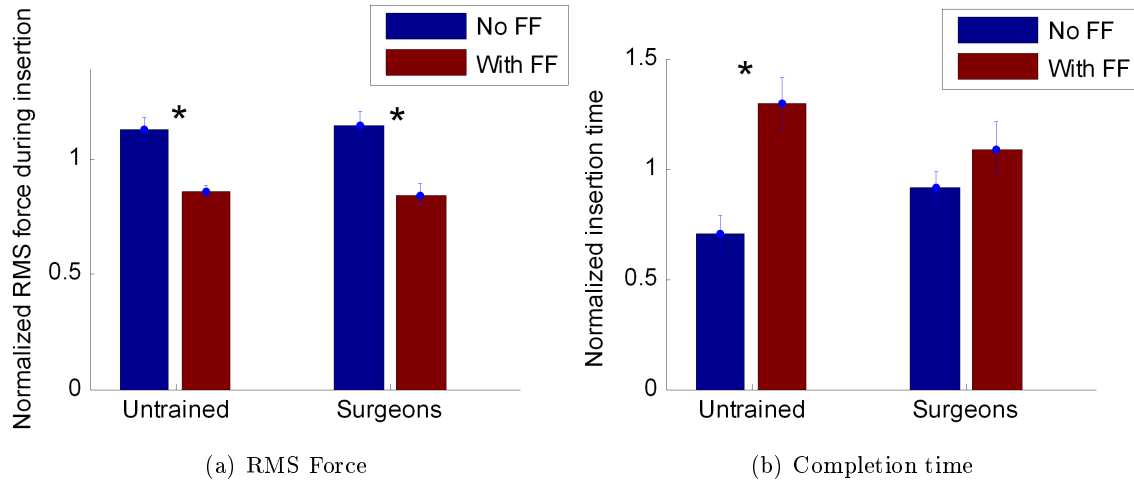 No FF
With FF
Normalized RMS force during insertion
*
*
1
0.5
0
Untrained
Surgeons
(a) RMS Force
No FF
With FF
Normalized insertion time
*
1.5
1
0.5
0
Untrained
Surgeons
(b) Completion time